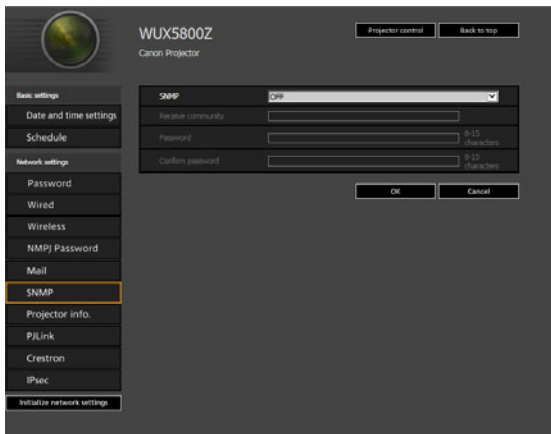 WUX5800Z
Canon Projector
Projector control
Back to top
Basic settings
Date and time settings
Schedule
Network settings
Password
Wired
Wireless
NMPJ Password
Mail
SNMP
Projector info.
PJLink
Crestron
IPsec
Initialize network settings
SNMP OFF
Receive community
Password 8-15 characters
Confirm password 8-15 characters
OK Cancel